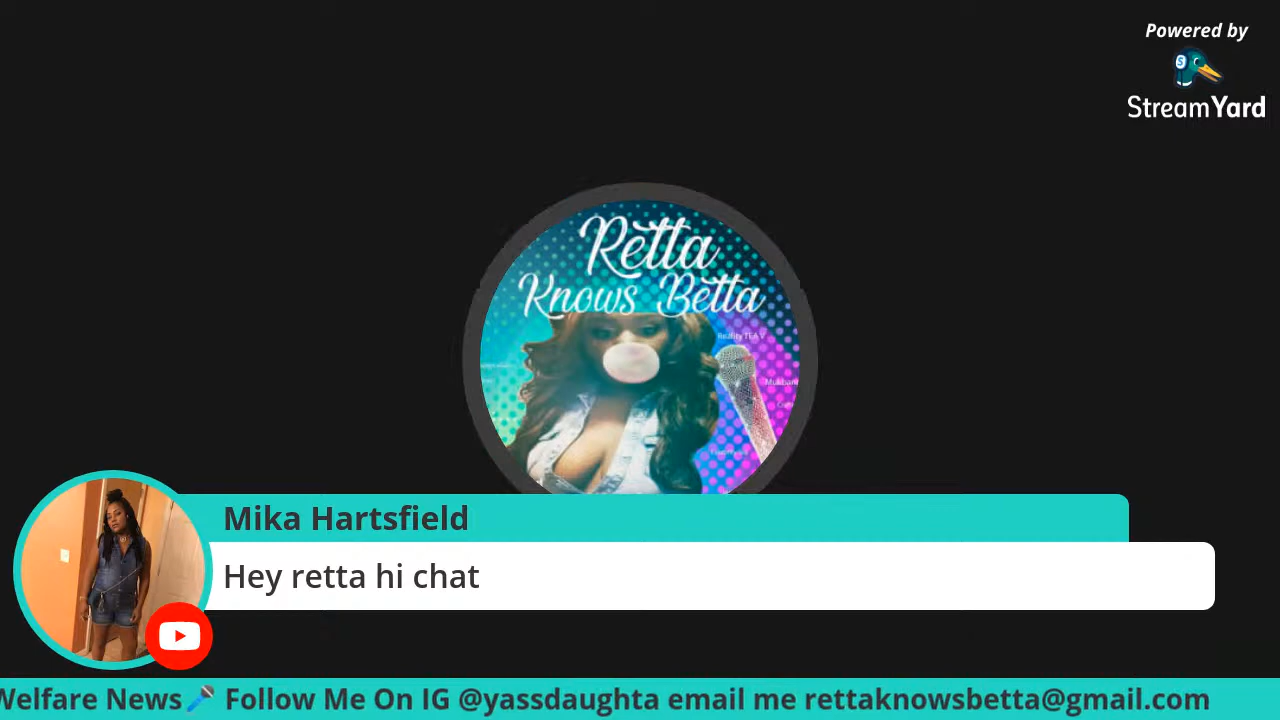 Powered by
S
StreamYard
Retta
Knows Betta
Mika Hartsfield
Hey retta hi chat
Welfare News🎤 Follow Me On IG @yassdaughta email me rettaknowsbetta@gmail.com